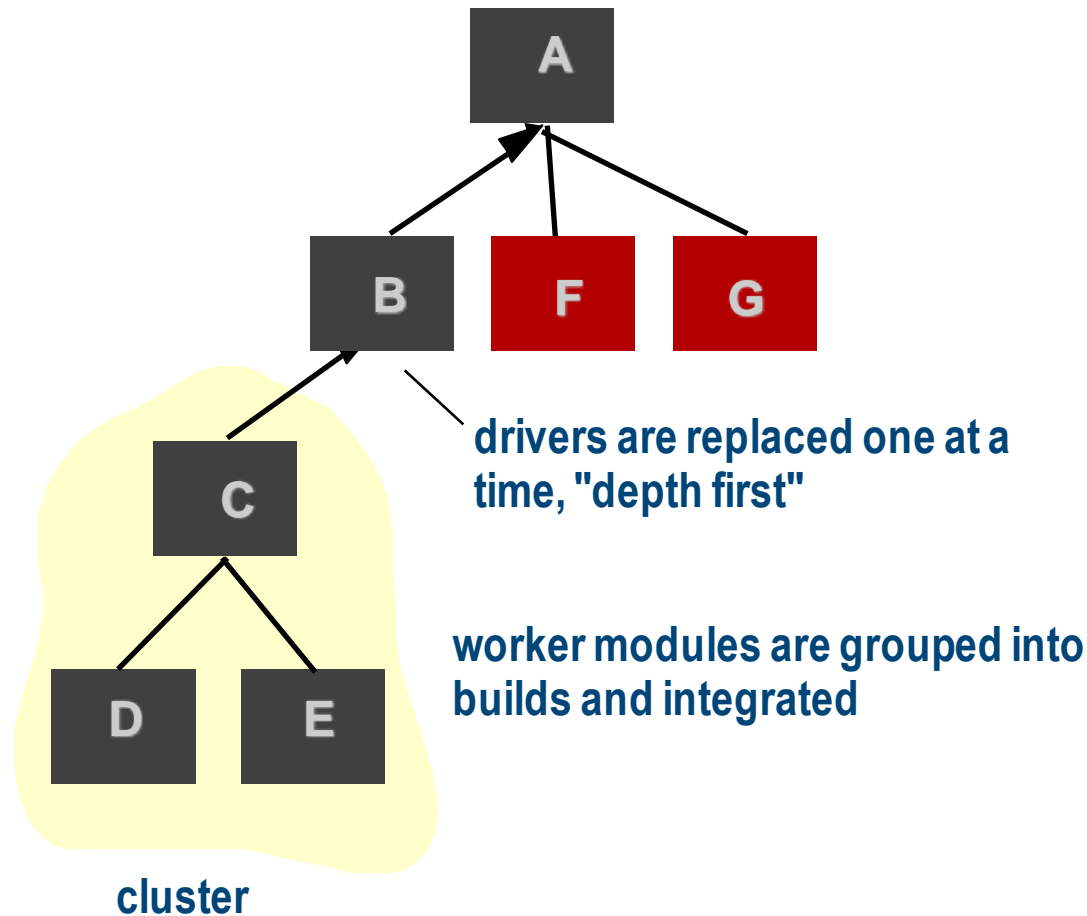 A
B
F
G
drivers are replaced one at a
time, "depth first"
C
worker modules are grouped into
builds and integrated
D
E
cluster